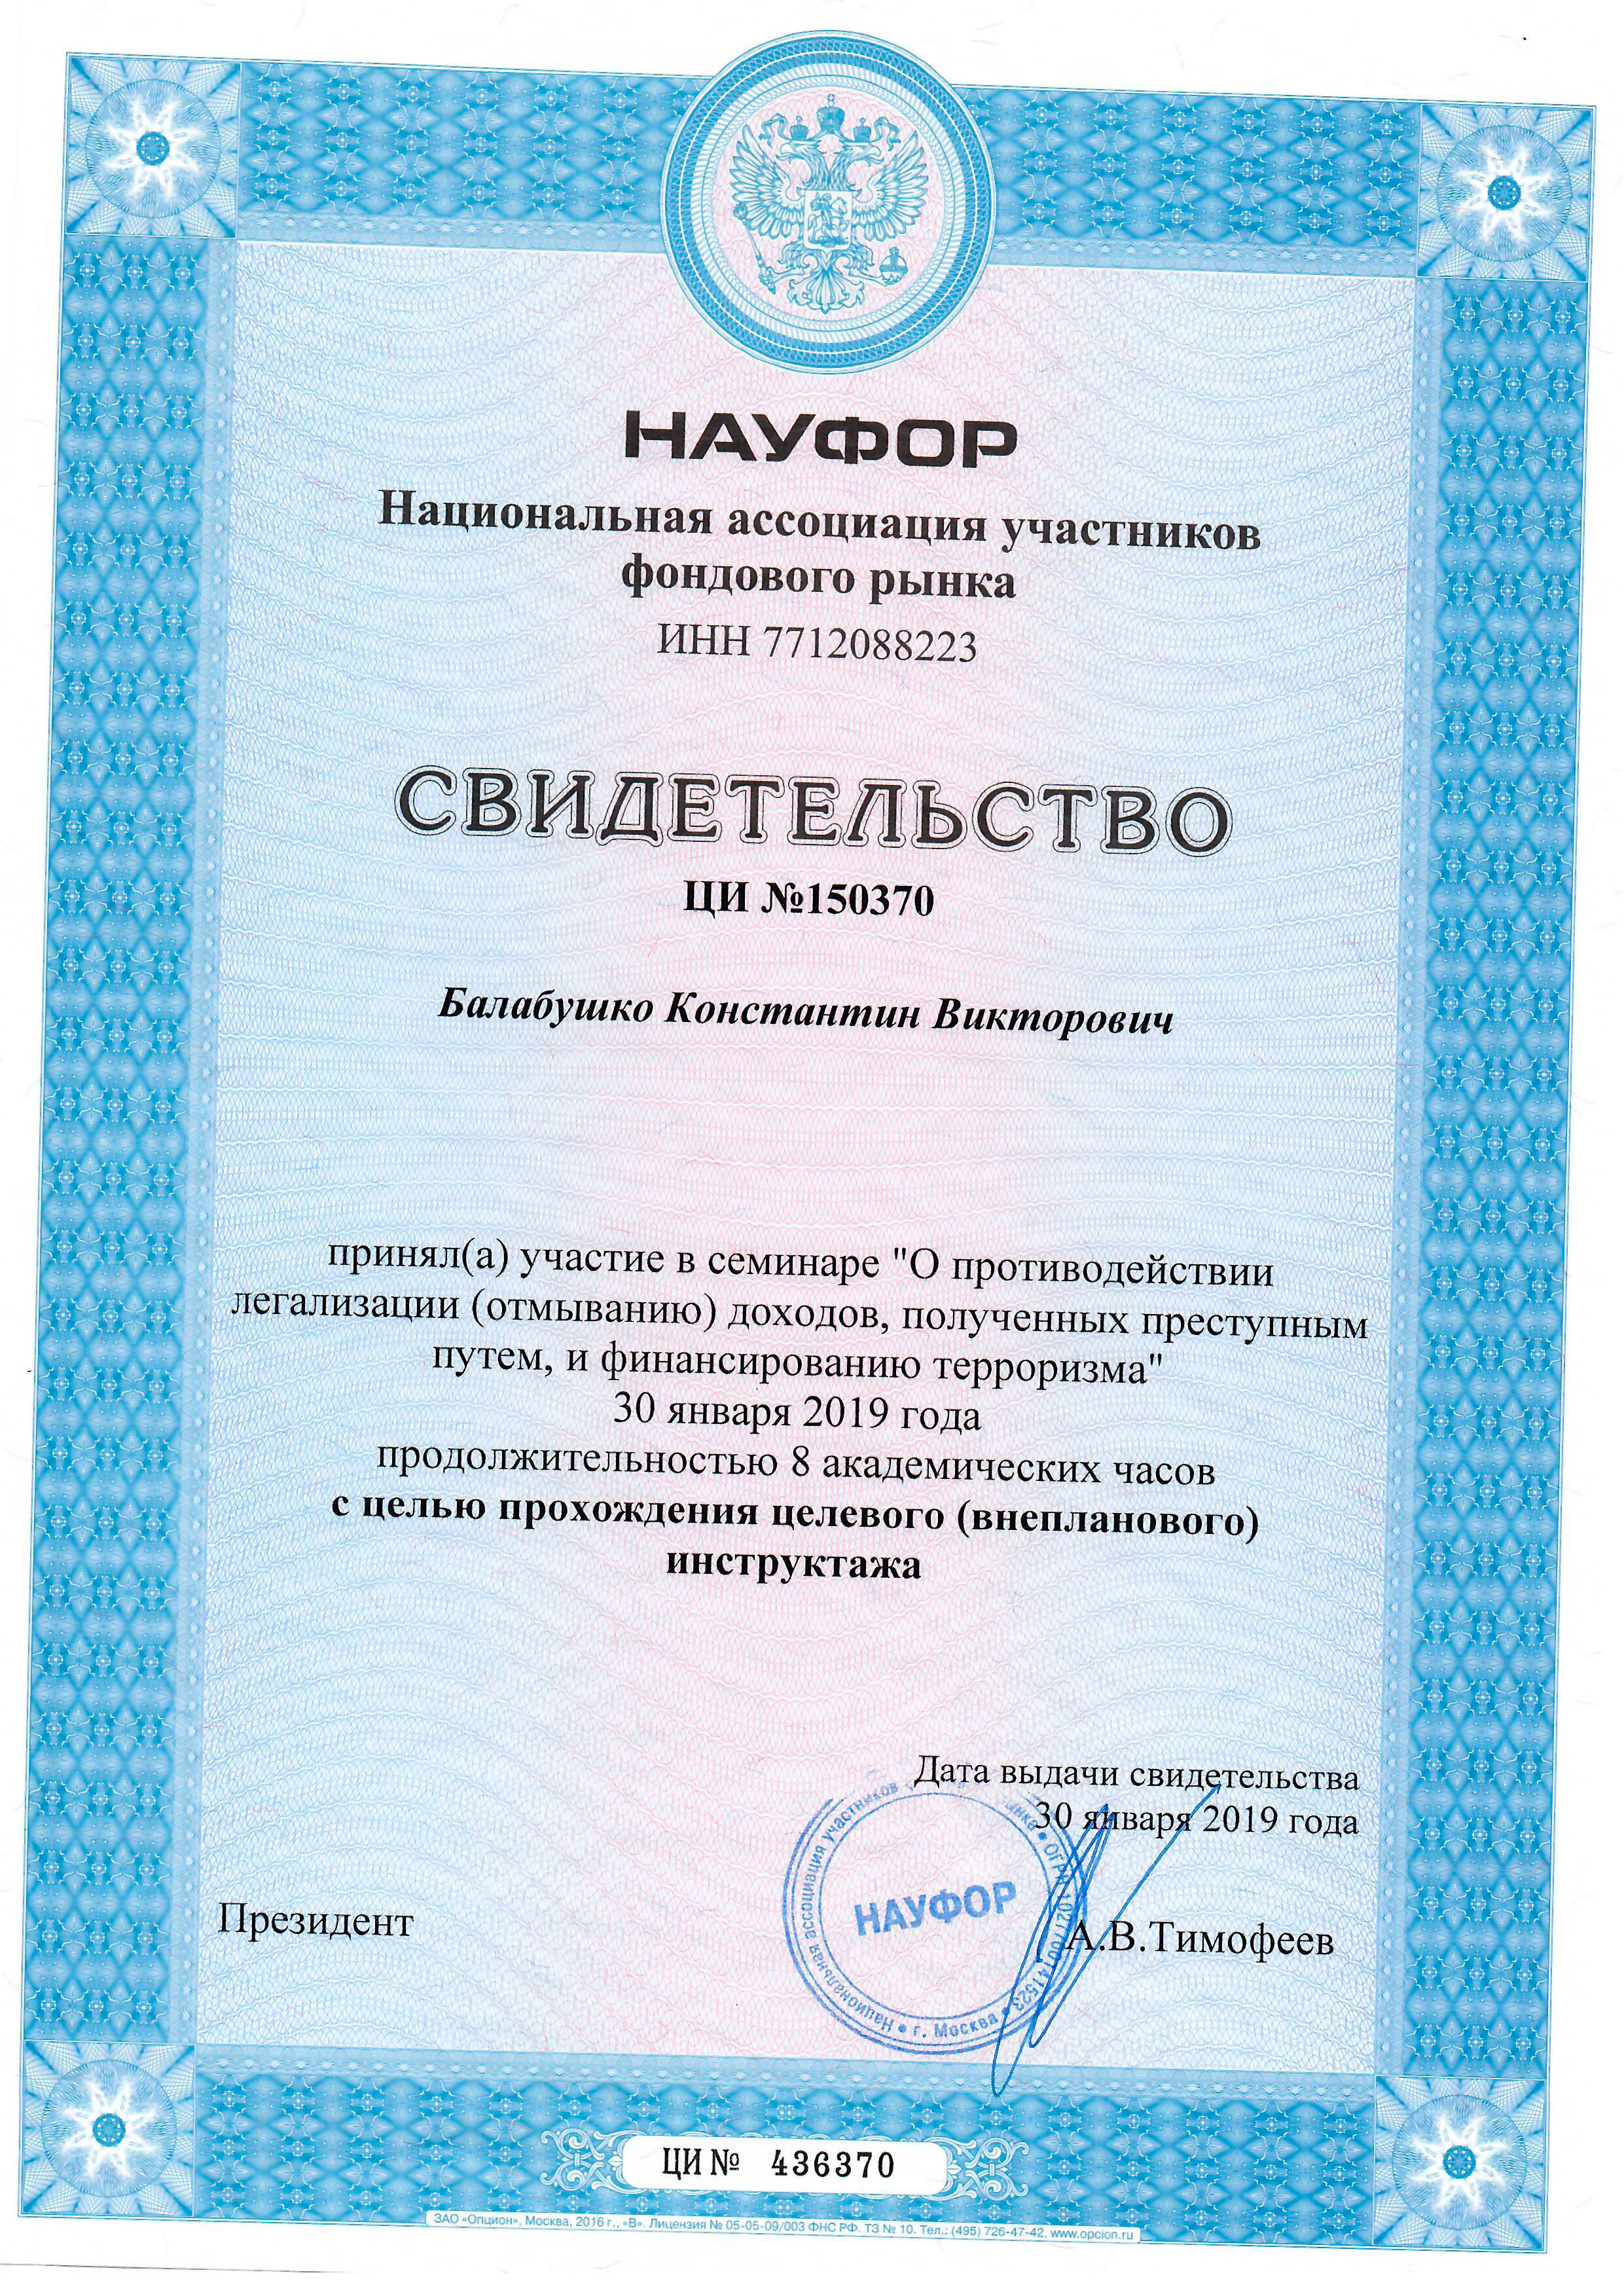 НАУФОР
Национальная ассоциация участников
фондового рынка
ИНН 7712088223
СВИДЕТЕЛЬСТВО
ЦИ №150370
Балабушко Константин Викторович
принял(а) участие в семинаре "О противодействии
легализации (отмыванию) доходов, полученных преступным
путем, и финансированию терроризма"
30 января 2019 года
продолжительностью 8 академических часов
с целью прохождения целевого (внепланового)
инструктажа
Дата выдачи свидетельства
30 января 2019 года
Президент
А.В.Тимофеев
Национальная ассоциация участников рынка • ОГРН 1027700141523 • г. Москва •
НАУФОР
ЦИ № 436370
ЗАО «Опцион», Москва, 2016 г., «В». Лицензия № 05-05-09/003 ФНС РФ. ТЗ № 10. Тел.: (495) 726-47-42, www.opcion.ru